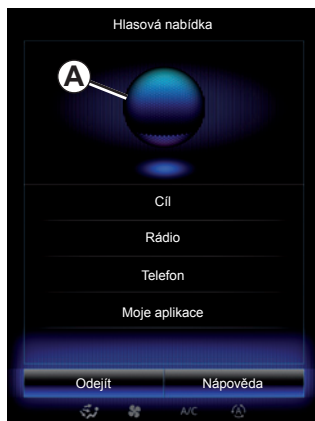 Hlasová nabídka
A
Cíl
Rádio
Telefon
Moje aplikace
Odejít Nápověda
A/C A